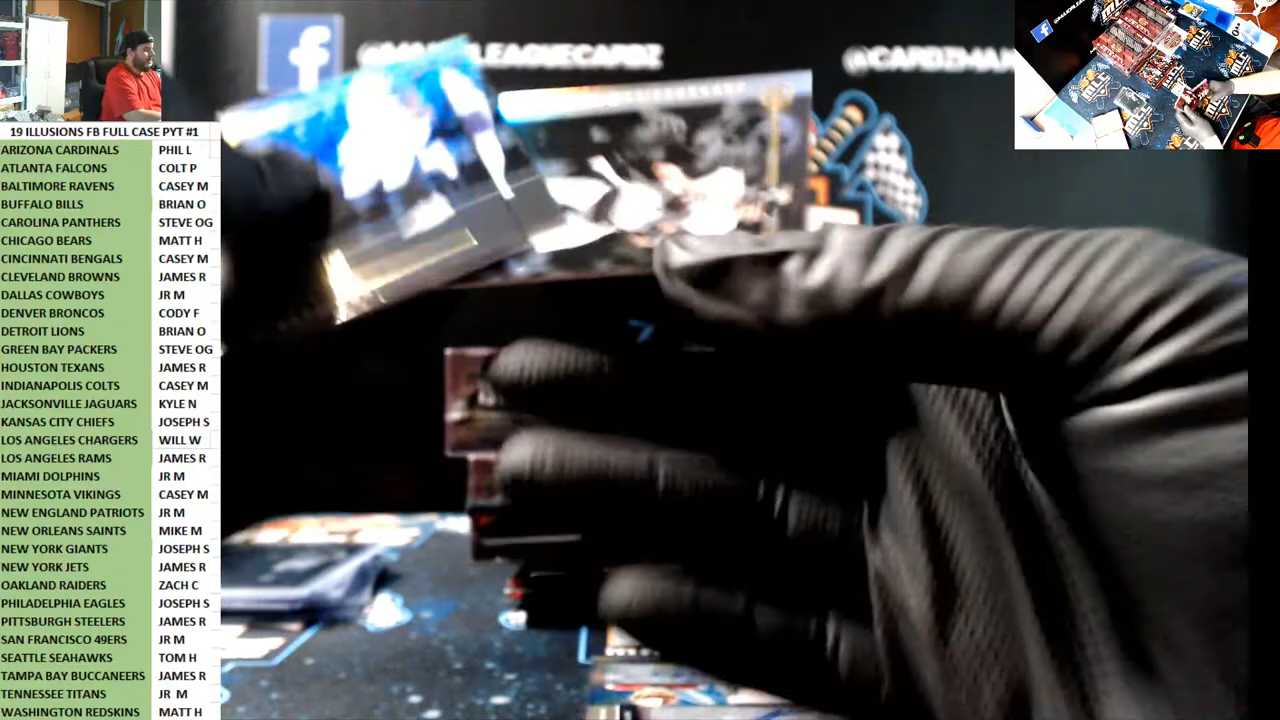 19 ILLUSIONS FB FULL CASE PYT #1
ARIZONA CARDINALS PHIL L
ATLANTA FALCONS COLT P
BALTIMORE RAVENS CASEY M
BUFFALO BILLS BRIAN O
CAROLINA PANTHERS STEVE OG
CHICAGO BEARS MATT H
CINCINNATI BENGALS CASEY M
CLEVELAND BROWNS JAMES R
DALLAS COWBOYS JR M
DENVER BRONCOS CODY F
DETROIT LIONS BRIAN O
GREEN BAY PACKERS STEVE OG
HOUSTON TEXANS JAMES R
INDIANAPOLIS COLTS CASEY M
JACKSONVILLE JAGUARS KYLE N
KANSAS CITY CHIEFS JOSEPH S
LOS ANGELES CHARGERS WILL W
LOS ANGELES RAMS JAMES R
MIAMI DOLPHINS JR M
MINNESOTA VIKINGS CASEY M
NEW ENGLAND PATRIOTS JR M
NEW ORLEANS SAINTS MIKE M
NEW YORK GIANTS JOSEPH S
NEW YORK JETS JAMES R
OAKLAND RAIDERS ZACH C
PHILADELPHIA EAGLES JOSEPH S
PITTSBURGH STEELERS JAMES R
SAN FRANCISCO 49ERS JR M
SEATTLE SEAHAWKS TOM H
TAMPA BAY BUCCANEERS JAMES R
TENNESSEE TITANS JR M
WASHINGTON REDSKINS MATT H
@CARDZMAN